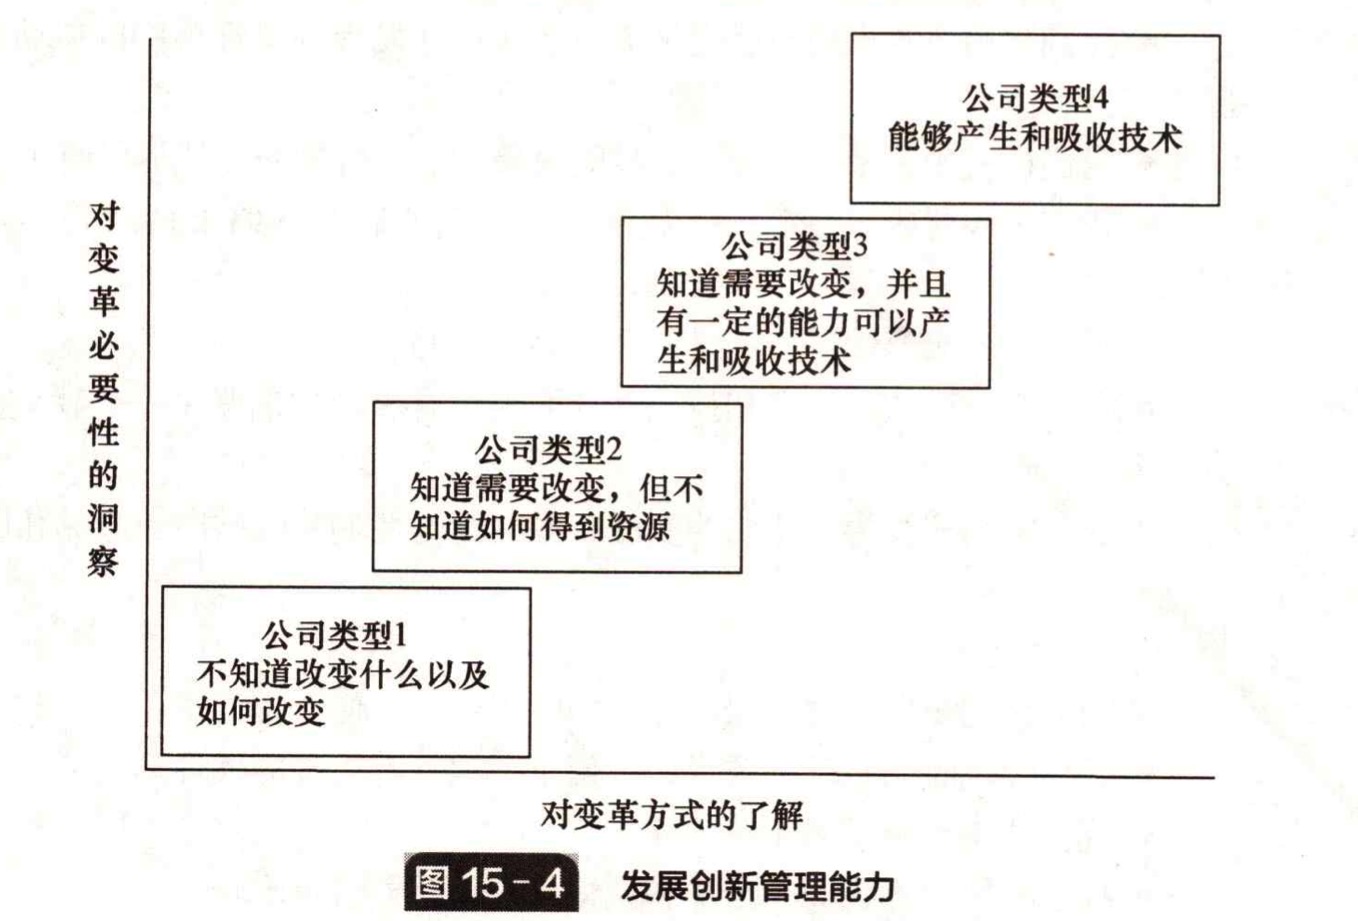 公司类型4
能够产生和吸收技术
公司类型3
知道需要改变，并且
有一定的能力可以产
生和吸收技术
公司类型2
知道需要改变，但不
知道如何得到资源
公司类型1
不知道改变什么以及
如何改变
对变革必要性的洞察
对变革方式的了解
图 15-4 发展创新管理能力